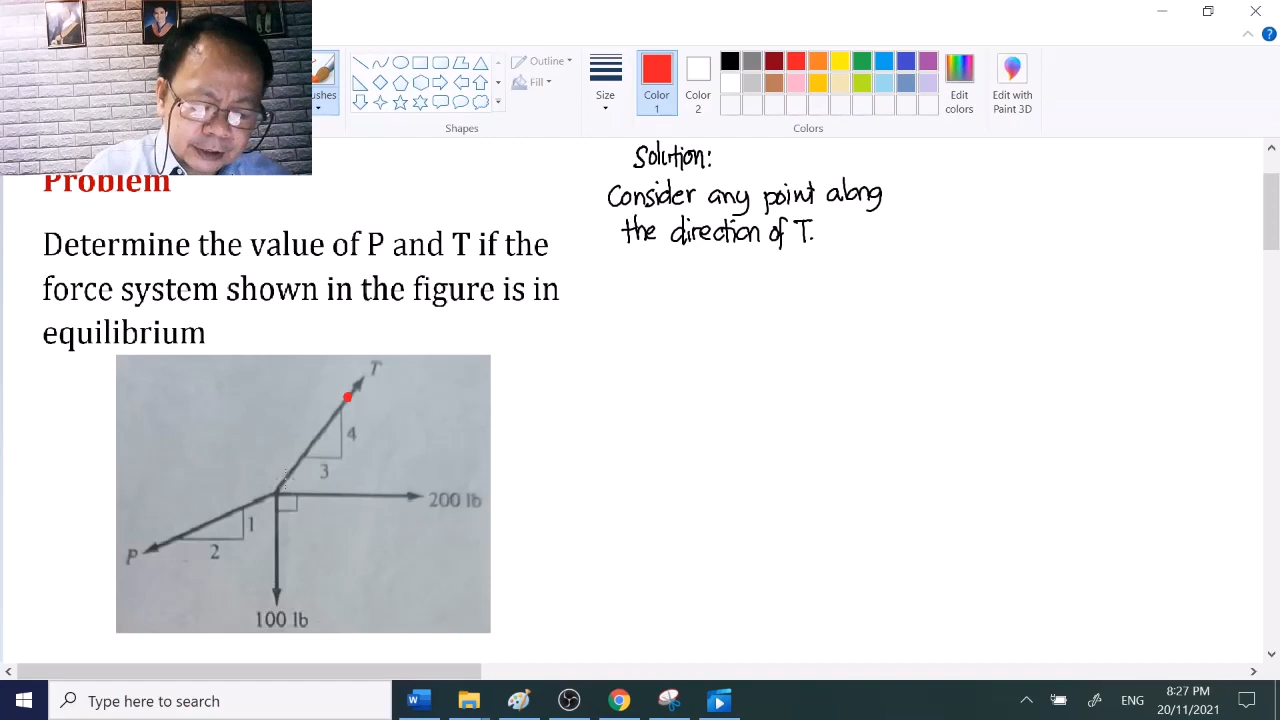 Outline
Fill
Size
Color
1
Color
2
Edit
colors
Edit with
Paint 3D
Shapes
Colors
Problem
Determine the value of P and T if the
force system shown in the figure is in
equilibrium
T
4
3
200 lb
1
2
P
100 lb
Solution:
Consider any point along
the direction of T.
Type here to search
ENG
8:27 PM
20/11/2021